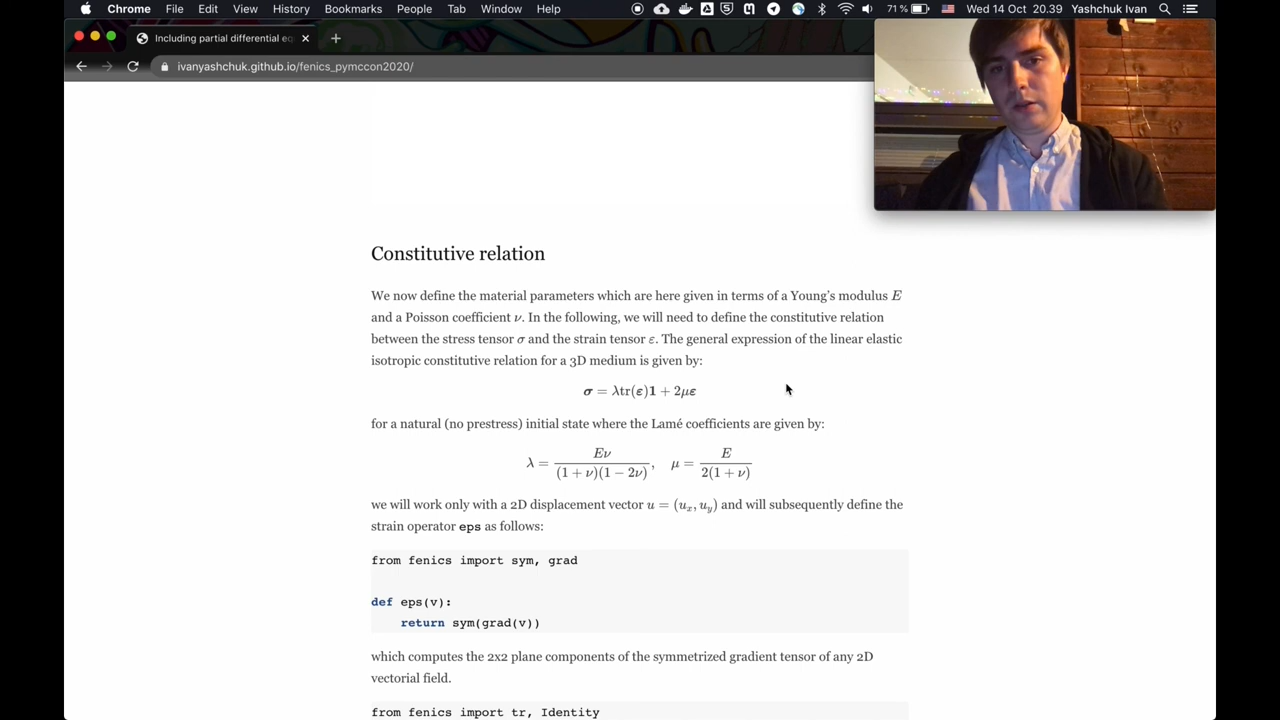 Chrome File Edit View History Bookmarks People Tab Window Help 71% Wed 14 Oct 20.39 Yashchuk Ivan
Including partial differential eq
ivanyashchuk.github.io/fenics_pymccon2020/
Constitutive relation
We now define the material parameters which are here given in terms of a Young's modulus E
and a Poisson coefficient ν. In the following, we will need to define the constitutive relation
between the stress tensor σ and the strain tensor ε. The general expression of the linear elastic
isotropic constitutive relation for a 3D medium is given by:
σ = λtr(ε)1 + 2με
for a natural (no prestress) initial state where the Lamé coefficients are given by:
λ = Eν / (1 + ν)(1 − 2ν), μ = E / 2(1 + ν)
we will work only with a 2D displacement vector u = (uₓ, u_y) and will subsequently define the
strain operator eps as follows:
from fenics import sym, grad
def eps(v):
return sym(grad(v))
which computes the 2x2 plane components of the symmetrized gradient tensor of any 2D
vectorial field.
from fenics import tr, Identity